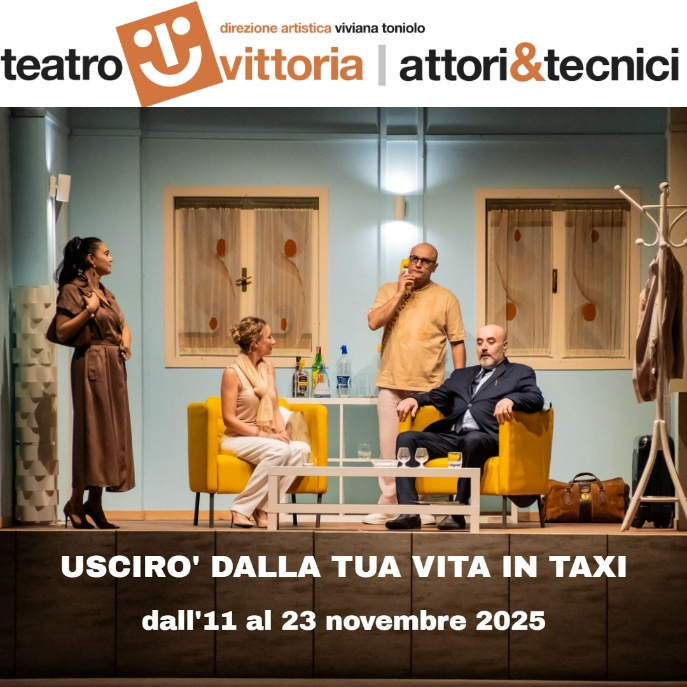 direzione artistica viviana toniolo
teatro vittoria | attori&tecnici
USCIRO' DALLA TUA VITA IN TAXI
dall'11 al 23 novembre 2025